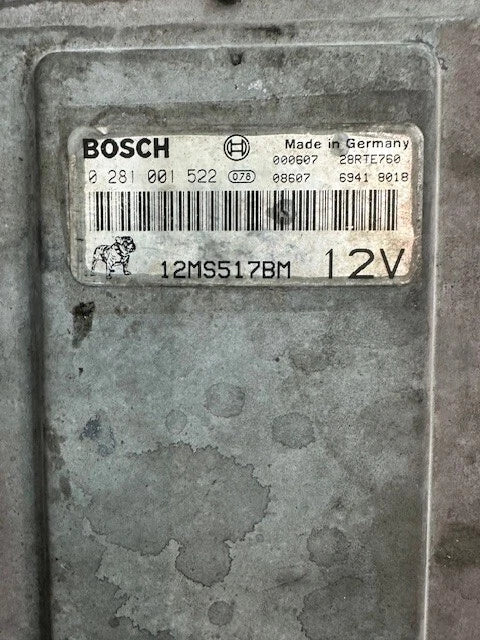 BOSCH Made in Germany
000607 28RTE760
0 281 001 522 078 08607 6941 8018
12MS517BM 12V